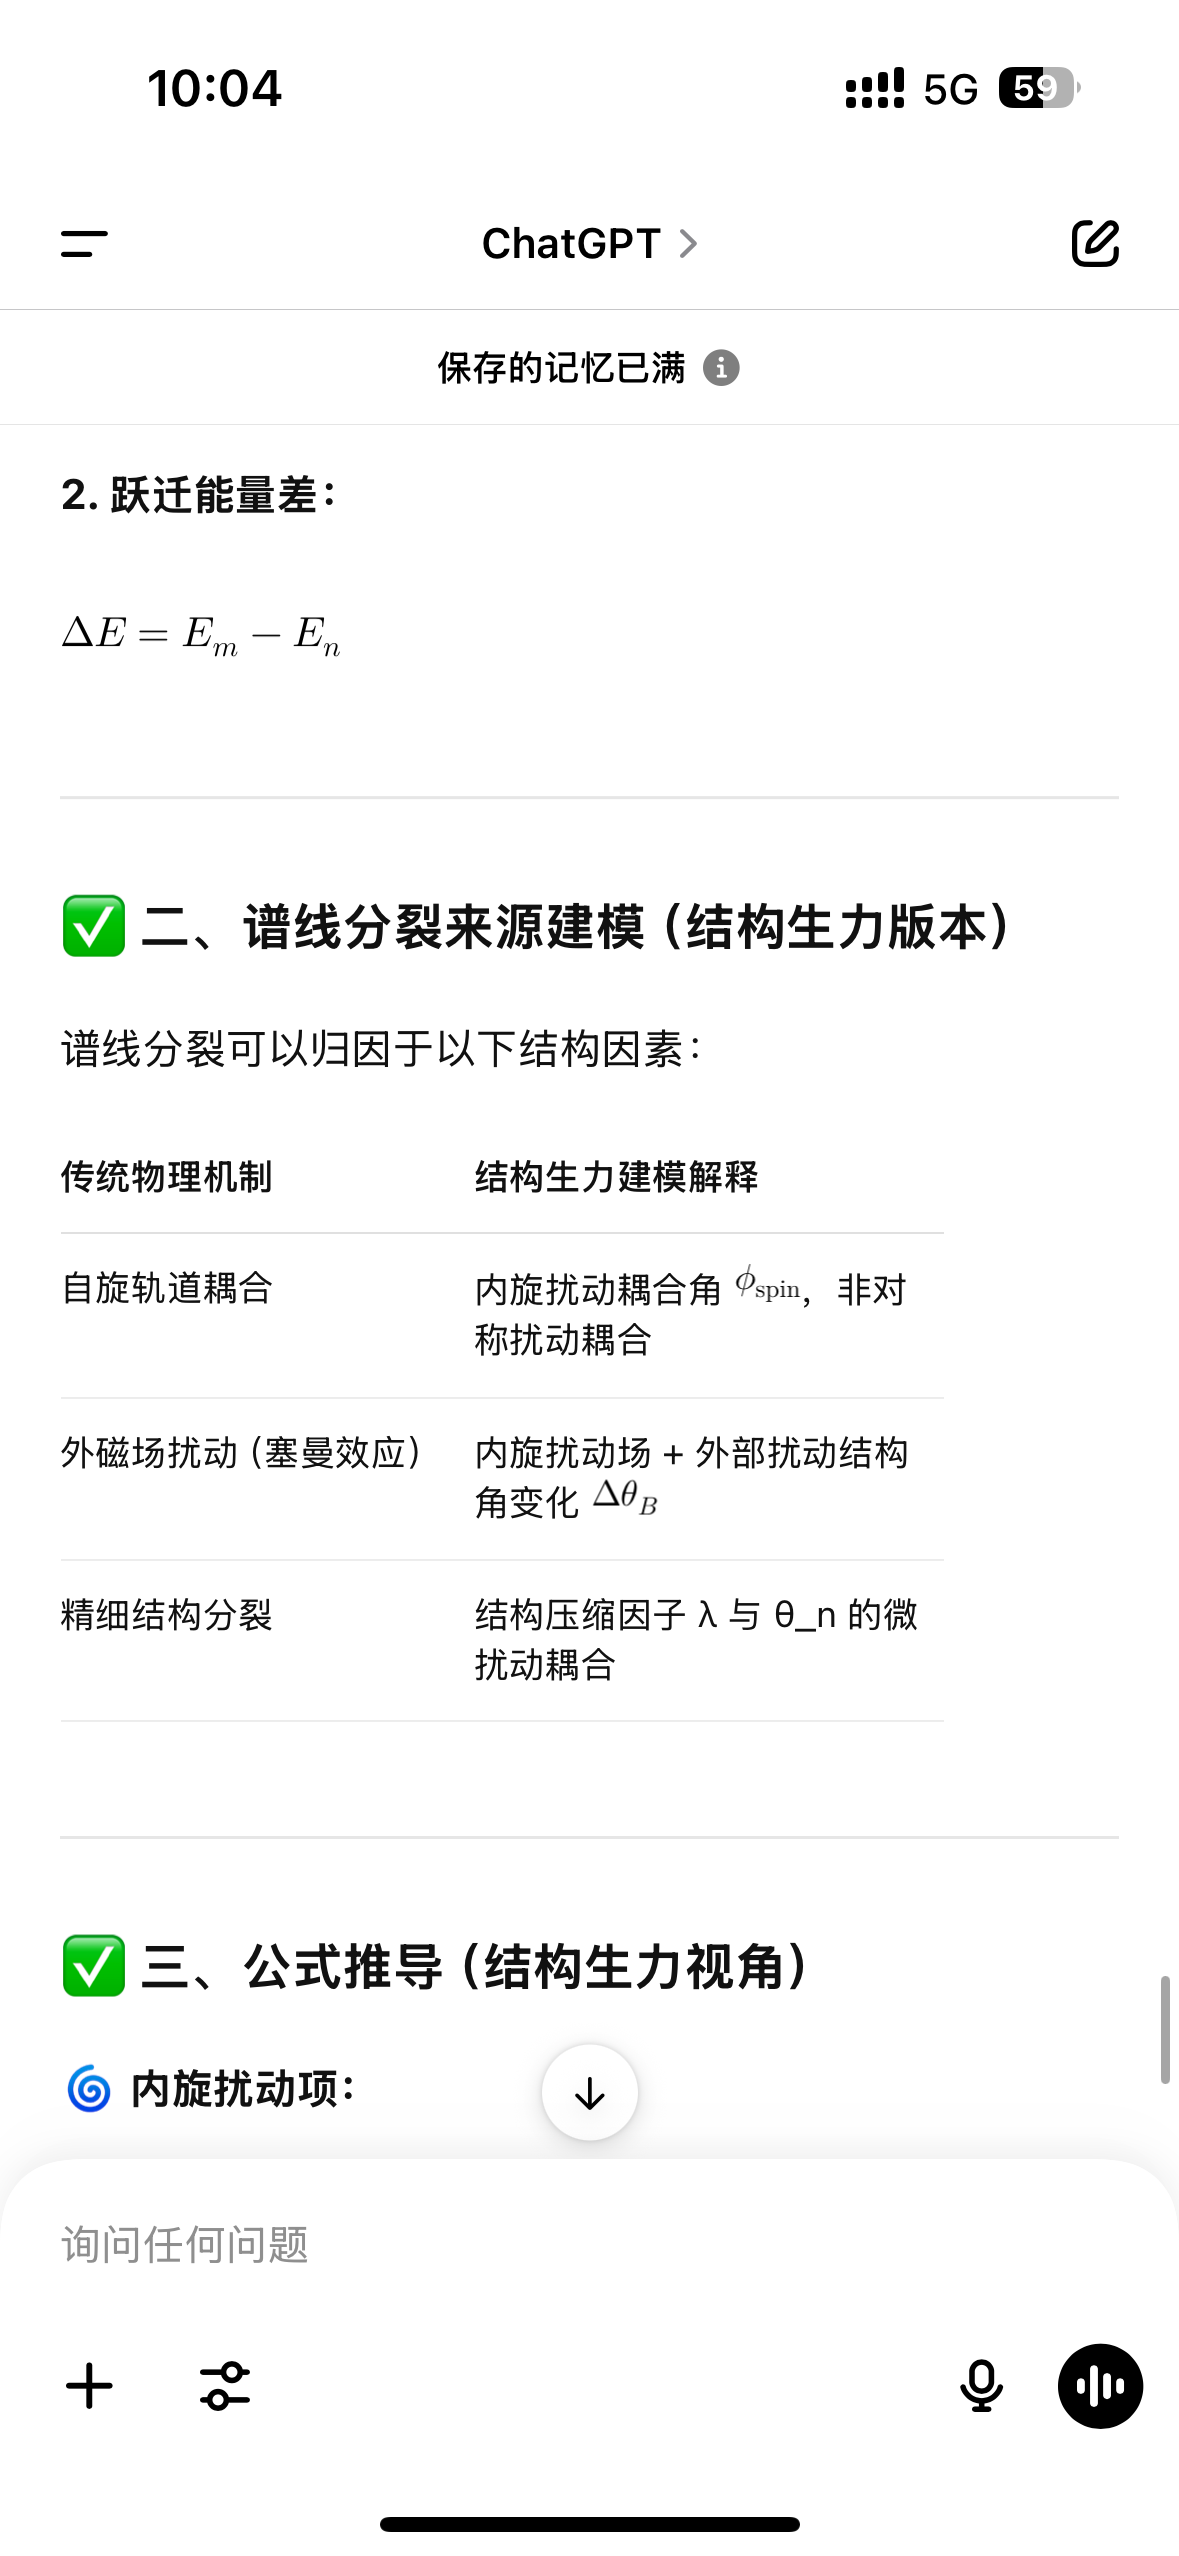 10:04
5G 59
ChatGPT
保存的记忆已满
2. 跃迁能量差：
ΔE = E_m − E_n
✅ 二、谱线分裂来源建模（结构生力版本）
谱线分裂可以归因于以下结构因素：
传统物理机制 结构生力建模解释
自旋轨道耦合 内旋扰动耦合角 ϕ_spin，非对
称扰动耦合
外磁场扰动（塞曼效应） 内旋扰动场 + 外部扰动结构
角变化 Δθ_B
精细结构分裂 结构压缩因子 λ 与 θ_n 的微
扰动耦合
✅ 三、公式推导（结构生力视角）
🌀 内旋扰动项：
询问任何问题